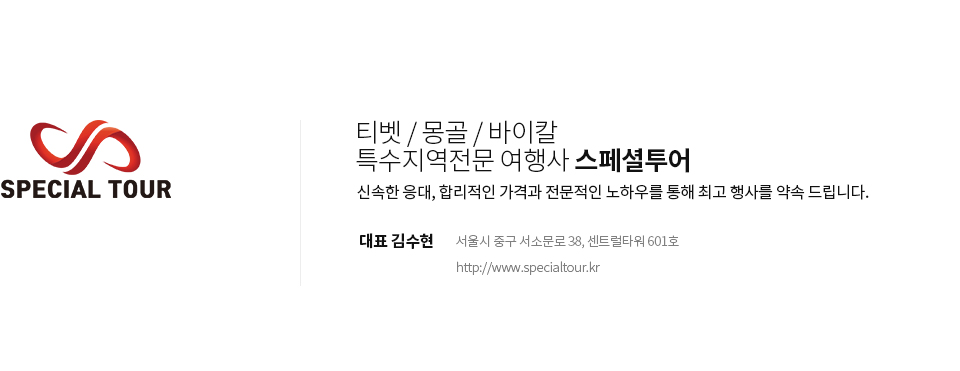 SPECIAL TOUR
티벳 / 몽골 / 바이칼
특수지역전문 여행사 스페셜투어
신속한 응대, 합리적인 가격과 전문적인 노하우를 통해 최고 행사를 약속 드립니다.
대표 김수현 서울시 중구 서소문로 38, 센트럴타워 601호
http://www.specialtour.kr